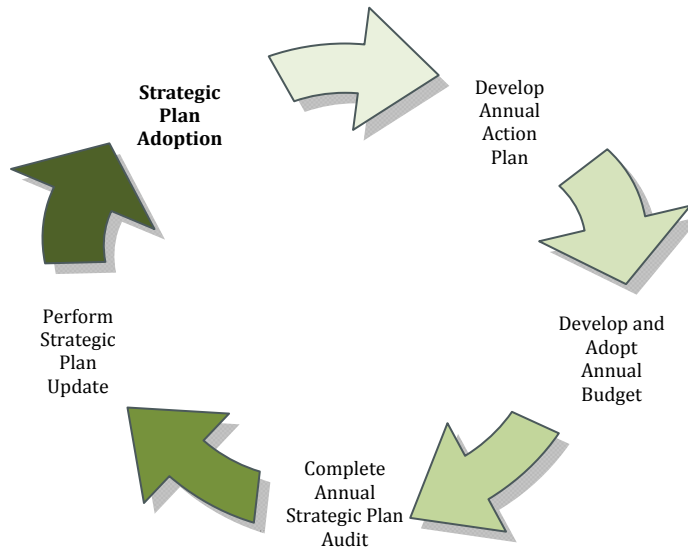 Strategic
Plan
Adoption
Develop
Annual
Action
Plan
Develop and
Adopt
Annual
Budget
Complete
Annual
Strategic Plan
Audit
Perform
Strategic
Plan
Update